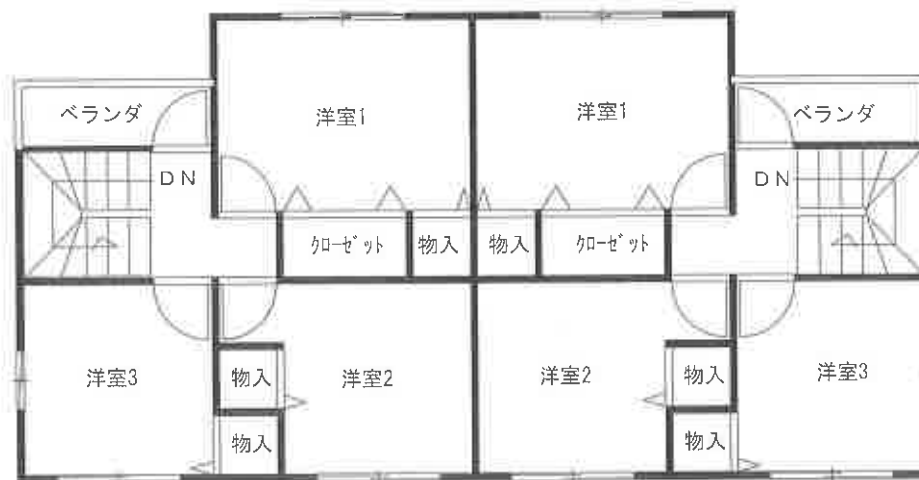 洋室1
洋室1
ベランダ
ベランダ
DN
DN
クローゼット
物入
物入
クローゼット
洋室3
物入
洋室2
洋室2
物入
洋室3
物入
物入